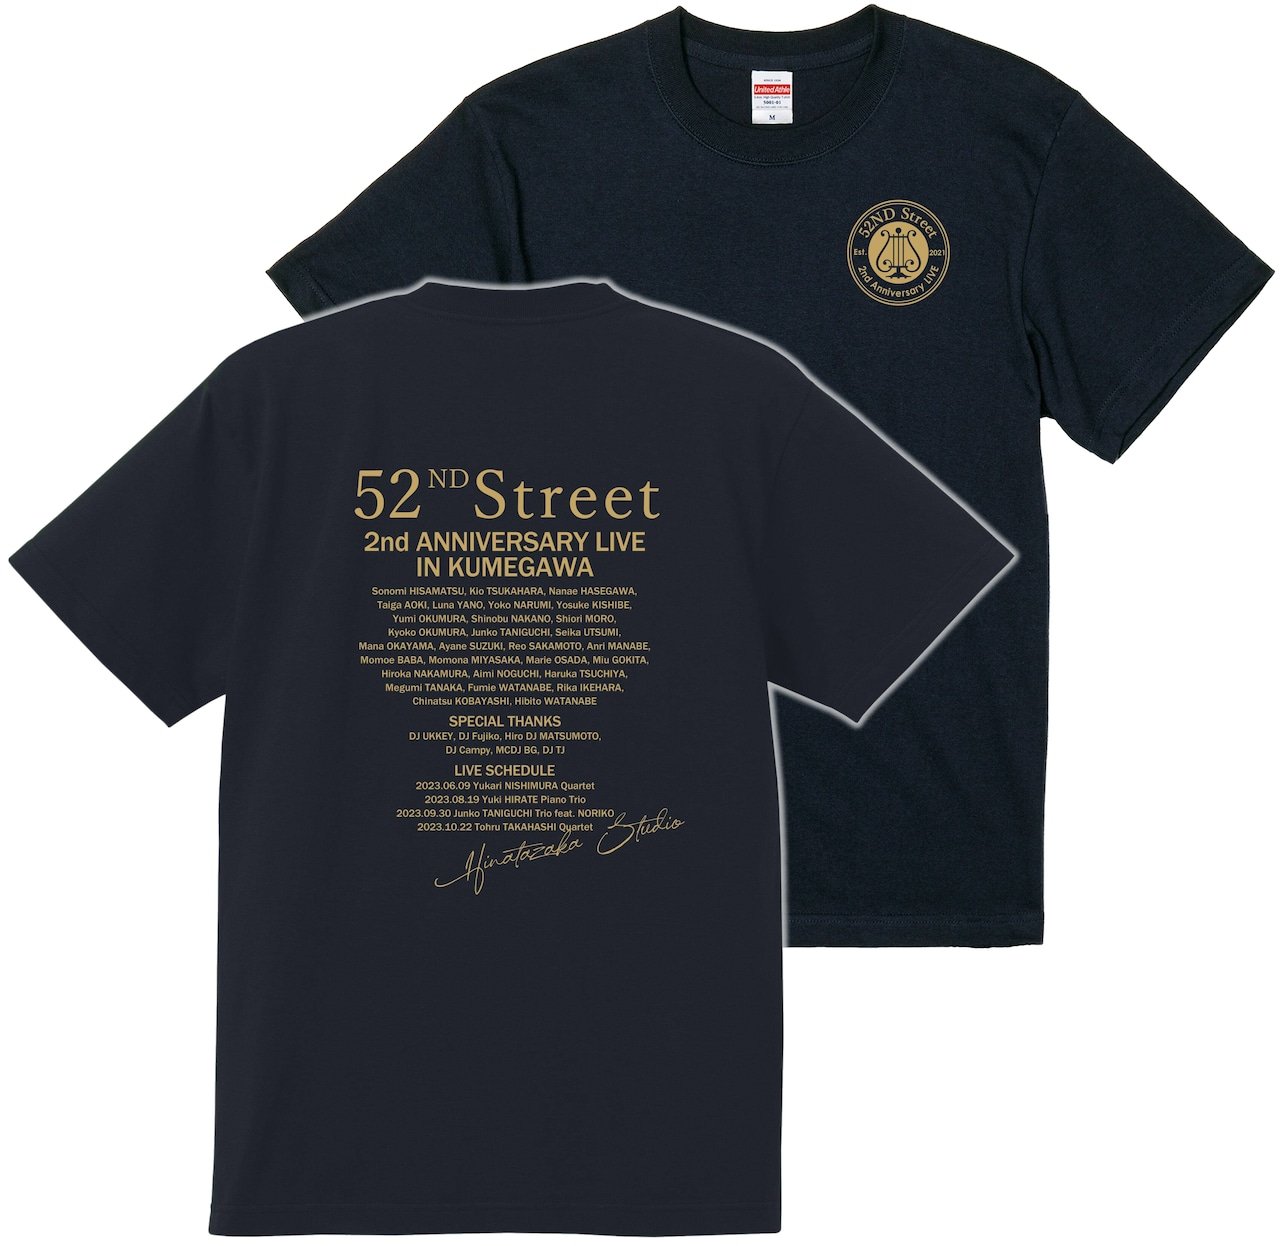 United Athle
5001-01
M
52ND Street
Est. 2021
2nd Anniversary LIVE
52ND Street
2nd ANNIVERSARY LIVE
IN KUMEGAWA
Sonomi HISAMATSU, Kio TSUKAHARA, Nanae HASEGAWA,
Taiga AOKI, Luna YANO, Yoko NARUMI, Yosuke KISHIBE,
Yumi OKUMURA, Shinobu NAKANO, Shiori MORO,
Kyoko OKUMURA, Junko TANIGUCHI, Seika UTSUMI,
Mana OKAYAMA, Ayane SUZUKI, Reo SAKAMOTO, Anri MANABE,
Momoe BABA, Momona MIYASAKA, Marie OSADA, Miu GOKITA,
Hiroka NAKAMURA, Aimi NOGUCHI, Haruka TSUCHIYA,
Megumi TANAKA, Fumie WATANABE, Rika IKEHARA,
Chinatsu KOBAYASHI, Hibito WATANABE
SPECIAL THANKS
DJ UKKEY, DJ Fujiko, Hiro DJ MATSUMOTO,
DJ Campy, MCDJ BG, DJ TJ
LIVE SCHEDULE
2023.06.09 Yukari NISHIMURA Quartet
2023.08.19 Yuki HIRATE Piano Trio
2023.09.30 Junko TANIGUCHI Trio feat. NORIKO
2023.10.22 Tohru TAKAHASHI Quartet
Hinatazaka Studio